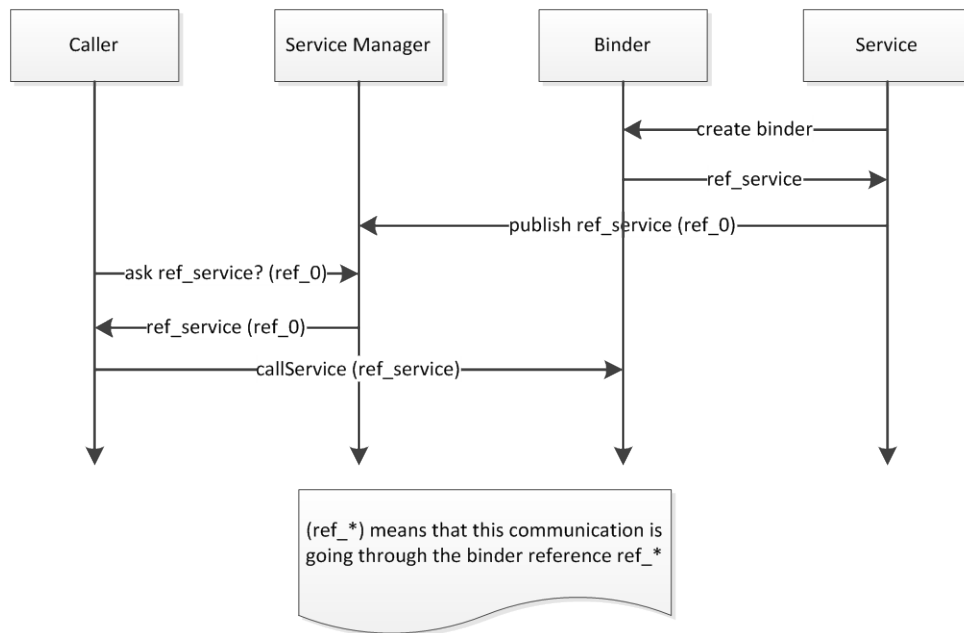 Caller
Service Manager
Binder
Service
create binder
ref_service
publish ref_service (ref_0)
ask ref_service? (ref_0)
ref_service (ref_0)
callService (ref_service)
(ref_*) means that this communication is
going through the binder reference ref_*